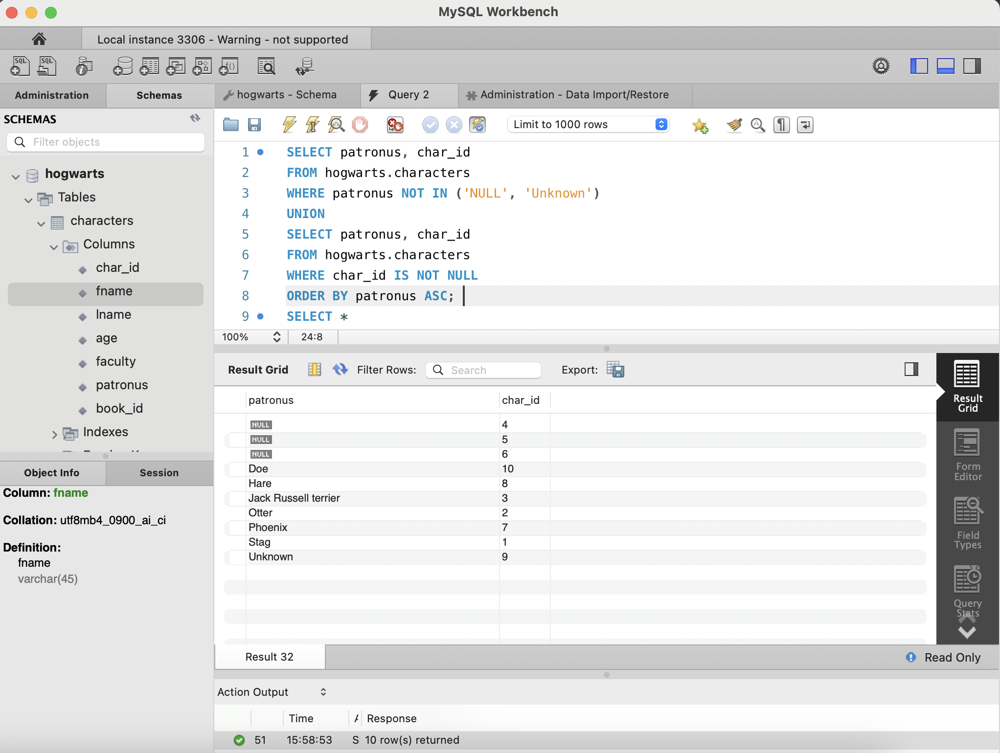 MySQL Workbench
Local instance 3306 - Warning - not supported
SQL
SQL
Administration
Schemas
hogwarts - Schema
Query 2
Administration - Data Import/Restore
SCHEMAS
Filter objects
hogwarts
Tables
characters
Columns
char_id
fname
lname
age
faculty
patronus
book_id
Indexes
Limit to 1000 rows
1 SELECT patronus, char_id
2 FROM hogwarts.characters
3 WHERE patronus NOT IN ('NULL', 'Unknown')
4 UNION
5 SELECT patronus, char_id
6 FROM hogwarts.characters
7 WHERE char_id IS NOT NULL
8 ORDER BY patronus ASC;
9 SELECT *
100% 24:8
Result Grid Filter Rows: Search Export:
patronus char_id
NULL 4
NULL 5
NULL 6
Doe 10
Hare 8
Jack Russell terrier 3
Otter 2
Phoenix 7
Stag 1
Unknown 9
Result
Grid
Form
Editor
Field
Types
Query
Stats
Object Info
Session
Column: fname
Collation: utf8mb4_0900_ai_ci
Definition:
fname
varchar(45)
Result 32
Read Only
Action Output
Time Response
51 15:58:53 10 row(s) returned